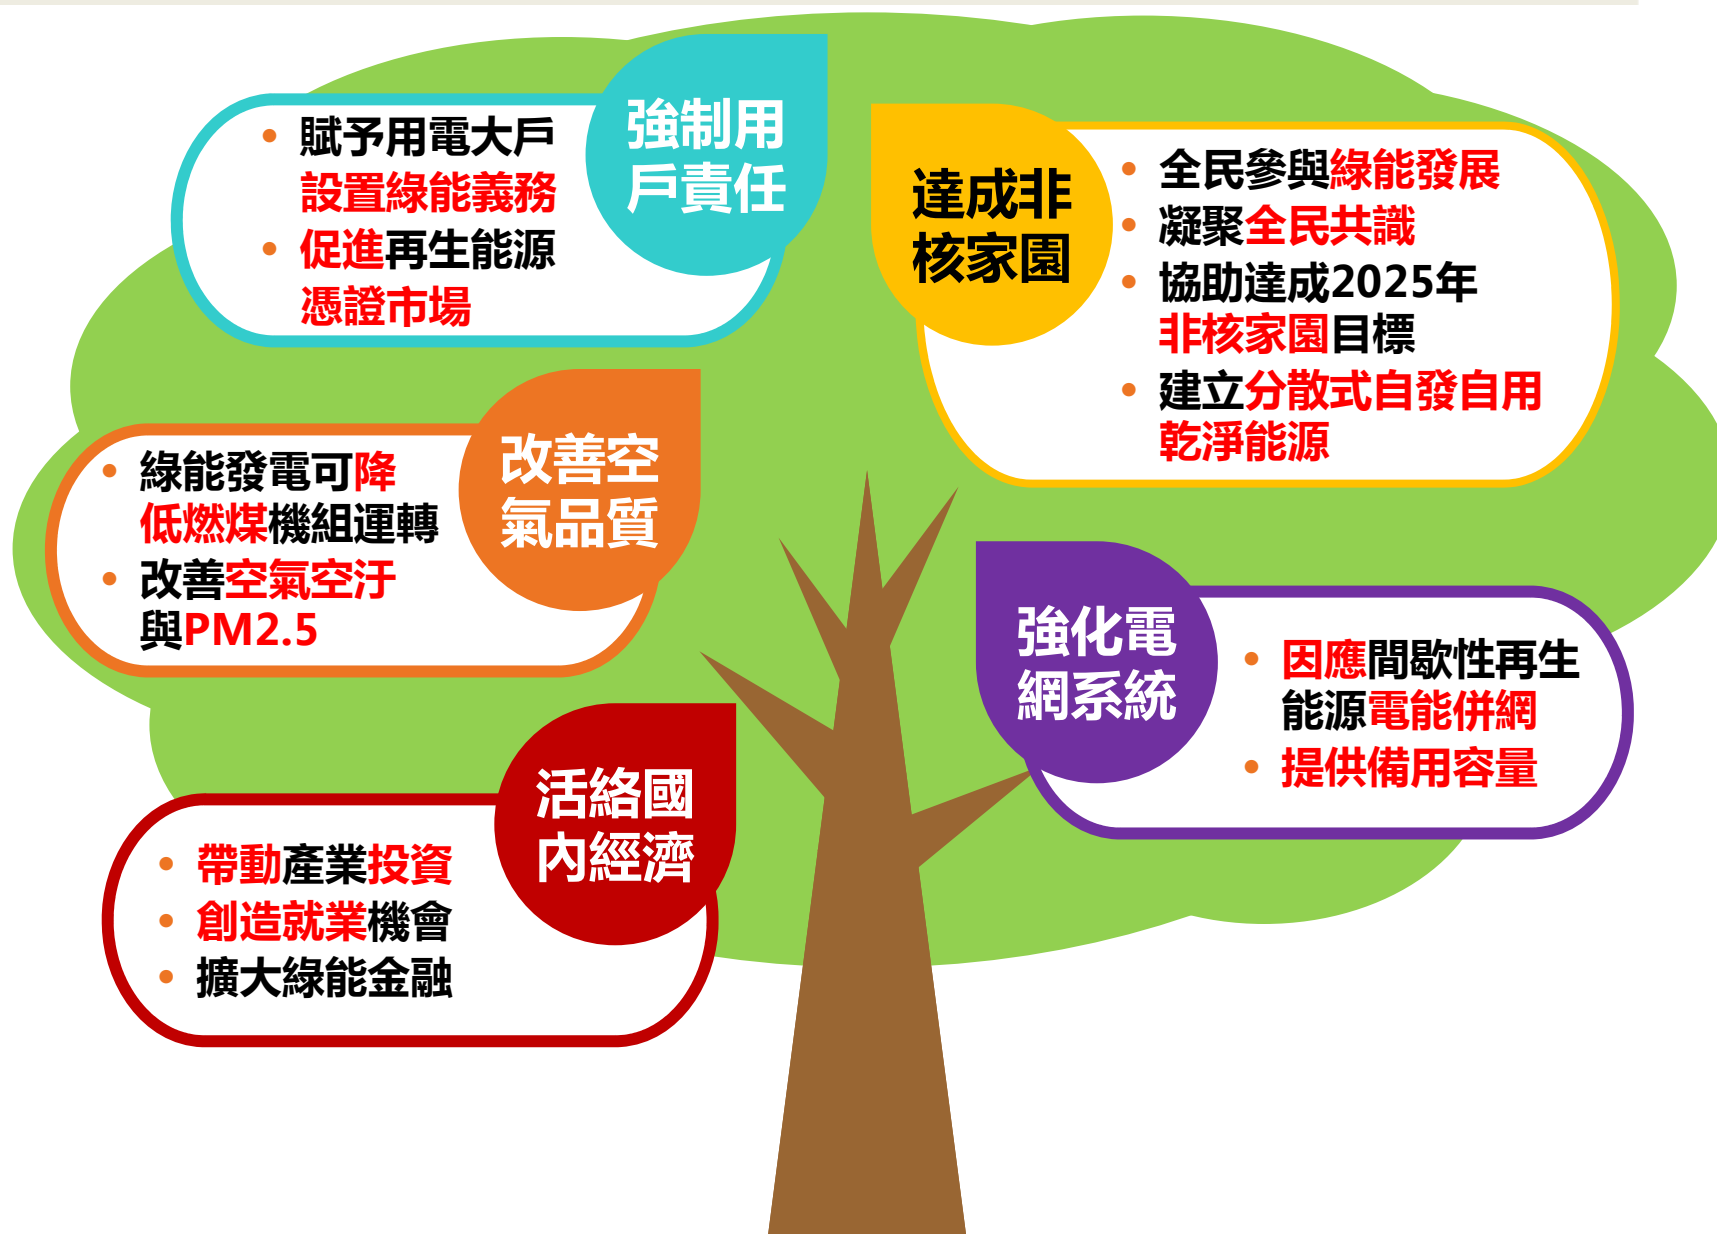 強制用
戶責任
• 賦予用電大戶
設置綠能義務
• 促進再生能源
憑證市場
達成非
核家園
• 全民參與綠能發展
• 凝聚全民共識
• 協助達成2025年
非核家園目標
• 建立分散式自發自用
乾淨能源
改善空
氣品質
• 綠能發電可降
低燃煤機組運轉
• 改善空氣空汙
與PM2.5
強化電
網系統
• 因應間歇性再生
能源電能併網
• 提供備用容量
活絡國
內經濟
• 帶動產業投資
• 創造就業機會
• 擴大綠能金融